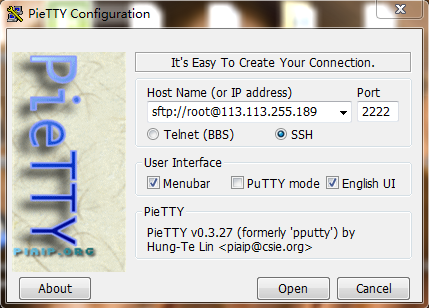 PieTTY Configuration
PieTTY
PIAIP.ORG
It's Easy To Create Your Connection.
Host Name (or IP address)
Port
sftp://root@113.113.255.189
2222
Telnet (BBS)
SSH
User Interface
Menubar
PuTTY mode
English UI
PieTTY
PieTTY v0.3.27 (formerly 'pputty') by
Hung-Te Lin <piaip@csie.org>
About
Open
Cancel